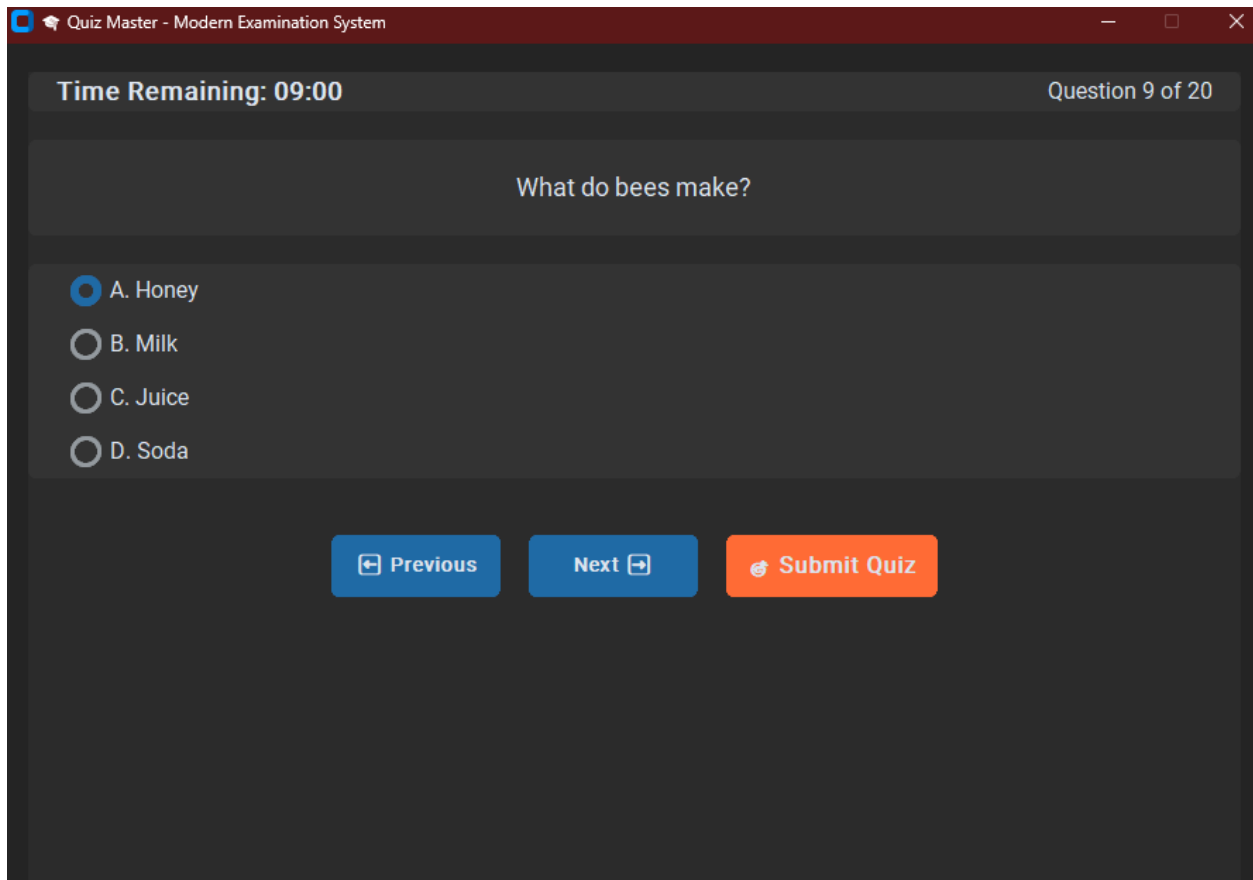 Quiz Master - Modern Examination System
Time Remaining: 09:00
Question 9 of 20
What do bees make?
A. Honey
B. Milk
C. Juice
D. Soda
Previous
Next
Submit Quiz